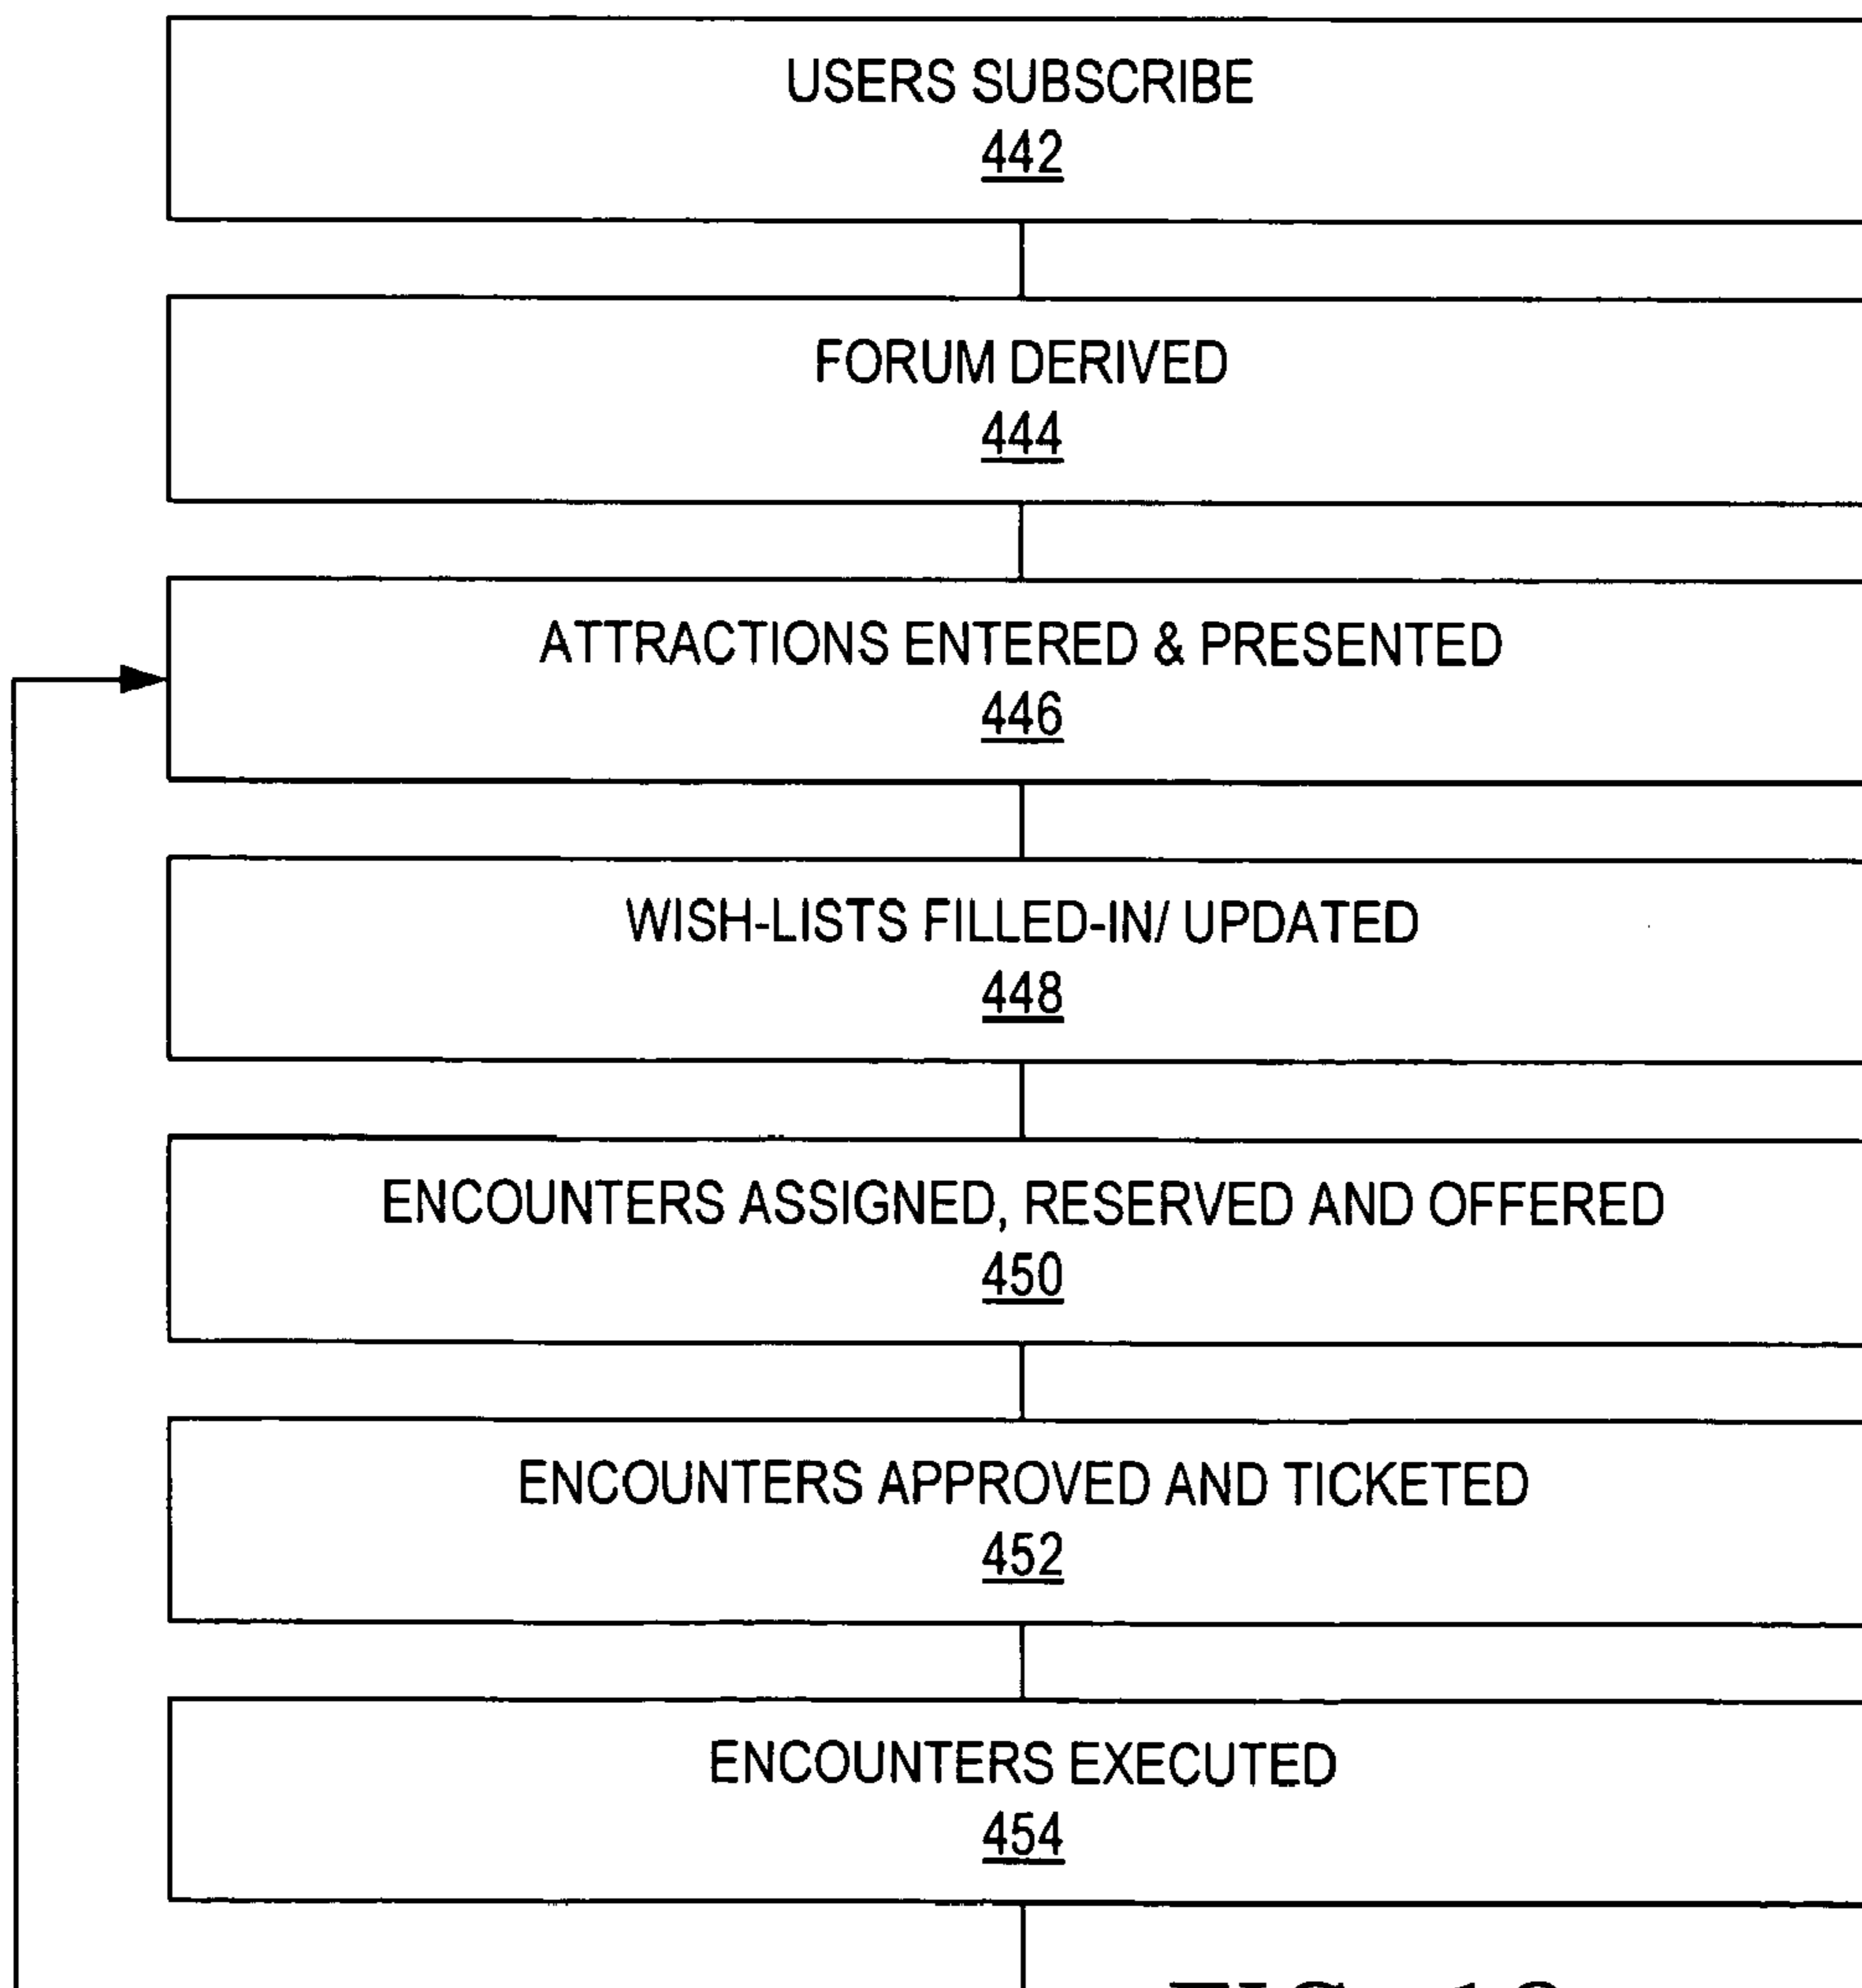 USERS SUBSCRIBE
442
FORUM DERIVED
444
ATTRACTIONS ENTERED & PRESENTED
446
WISH-LISTS FILLED-IN/ UPDATED
448
ENCOUNTERS ASSIGNED, RESERVED AND OFFERED
450
ENCOUNTERS APPROVED AND TICKETED
452
ENCOUNTERS EXECUTED
454